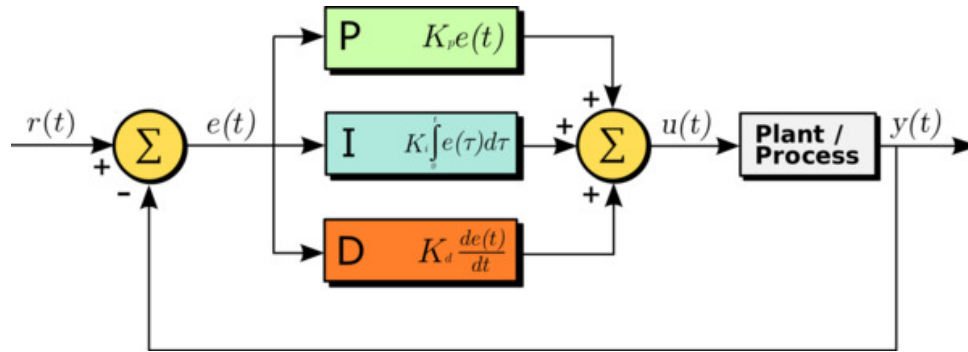 P K_p e(t)
r(t) Σ e(t) I K_i ∫_0^t e(τ)dτ Σ u(t) Plant / Process y(t)
+ − + + +
D K_d de(t)/dt